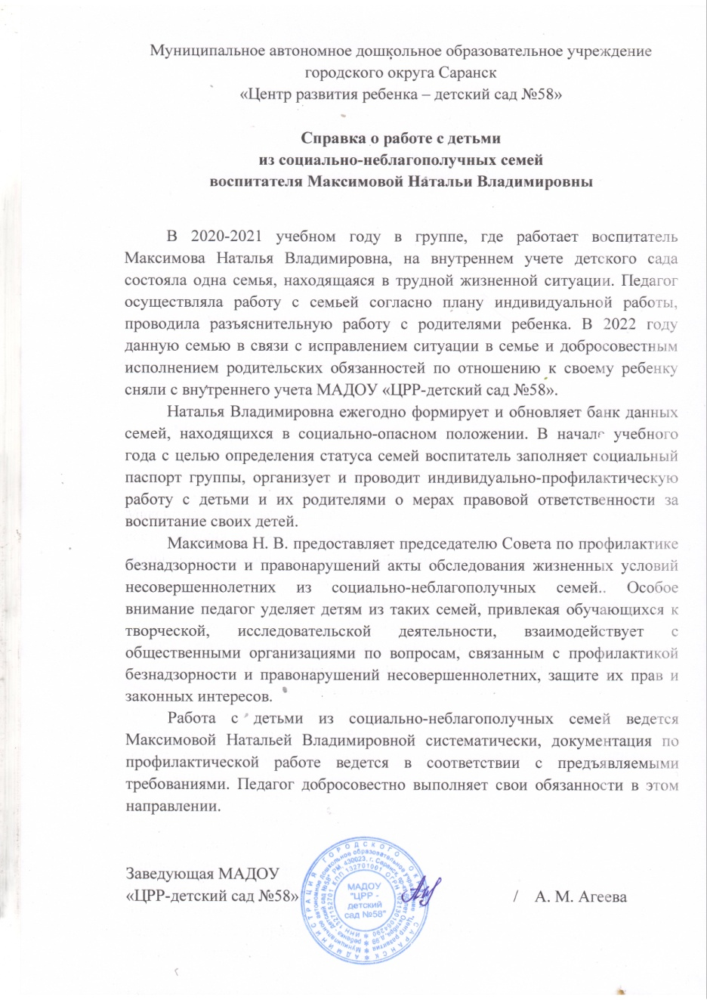 Муниципальное автономное дошкольное образовательное учреждение
городского округа Саранск
«Центр развития ребенка – детский сад №58»
Справка о работе с детьми
из социально-неблагополучных семей
воспитателя Максимовой Натальи Владимировны
В 2020-2021 учебном году в группе, где работает воспитатель
Максимова Наталья Владимировна, на внутреннем учете детского сада
состояла одна семья, находящаяся в трудной жизненной ситуации. Педагог
осуществляла работу с семьей согласно плану индивидуальной работы,
проводила разъяснительную работу с родителями ребенка. В 2022 году
данную семью в связи с исправлением ситуации в семье и добросовестным
исполнением родительских обязанностей по отношению к своему ребенку
сняли с внутреннего учета МАДОУ «ЦРР-детский сад №58».
Наталья Владимировна ежегодно формирует и обновляет банк данных
семей, находящихся в социально-опасном положении. В начале учебного
года с целью определения статуса семей воспитатель заполняет социальный
паспорт группы, организует и проводит индивидуально-профилактическую
работу с детьми и их родителями о мерах правовой ответственности за
воспитание своих детей.
Максимова Н. В. предоставляет председателю Совета по профилактике
безнадзорности и правонарушений акты обследования жизненных условий
несовершеннолетних из социально-неблагополучных семей.. Особое
внимание педагог уделяет детям из таких семей, привлекая обучающихся к
творческой, исследовательской деятельности, взаимодействует с
общественными организациями по вопросам, связанным с профилактикой
безнадзорности и правонарушений несовершеннолетних, защите их прав и
законных интересов.
Работа с детьми из социально-неблагополучных семей ведется
Максимовой Натальей Владимировной систематически, документация по
профилактической работе ведется в соответствии с предъявляемыми
требованиями. Педагог добросовестно выполняет свои обязанности в этом
направлении.
Заведующая МАДОУ
«ЦРР-детский сад №58» / А. М. Агеева
МАДОУ
"ЦРР -
детский
сад №58"